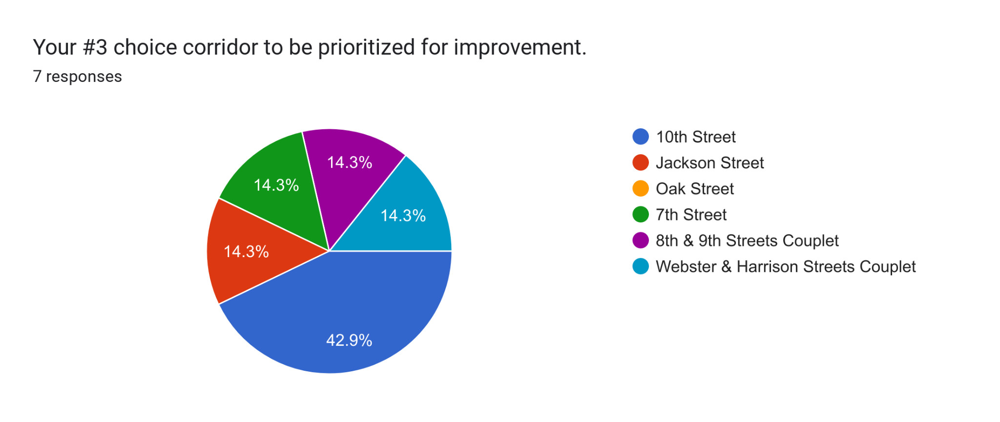 Your #3 choice corridor to be prioritized for improvement.
7 responses
14.3%
14.3%
14.3%
14.3%
42.9%
10th Street
Jackson Street
Oak Street
7th Street
8th & 9th Streets Couplet
Webster & Harrison Streets Couplet